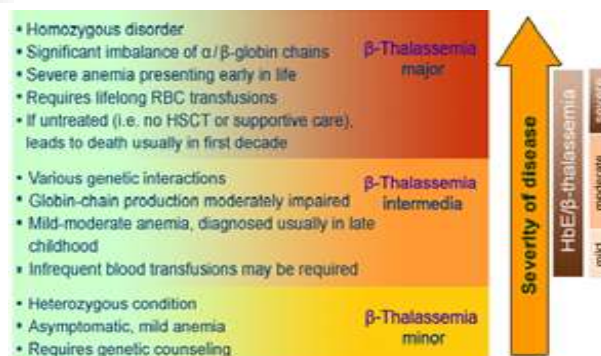 • Homozygous disorder
• Significant imbalance of α/β-globin chains
• Severe anemia presenting early in life
• Requires lifelong RBC transfusions
• If untreated (i.e. no HSCT or supportive care),
leads to death usually in first decade
β-Thalassemia
major
• Various genetic interactions
• Globin-chain production moderately impaired
• Mild-moderate anemia, diagnosed usually in late
childhood
• Infrequent blood transfusions may be required
β-Thalassemia
intermedia
• Heterozygous condition
• Asymptomatic, mild anemia
• Requires genetic counseling
β-Thalassemia
minor
Severity of disease
HbE/β-thalassemia
severe
moderate
mild